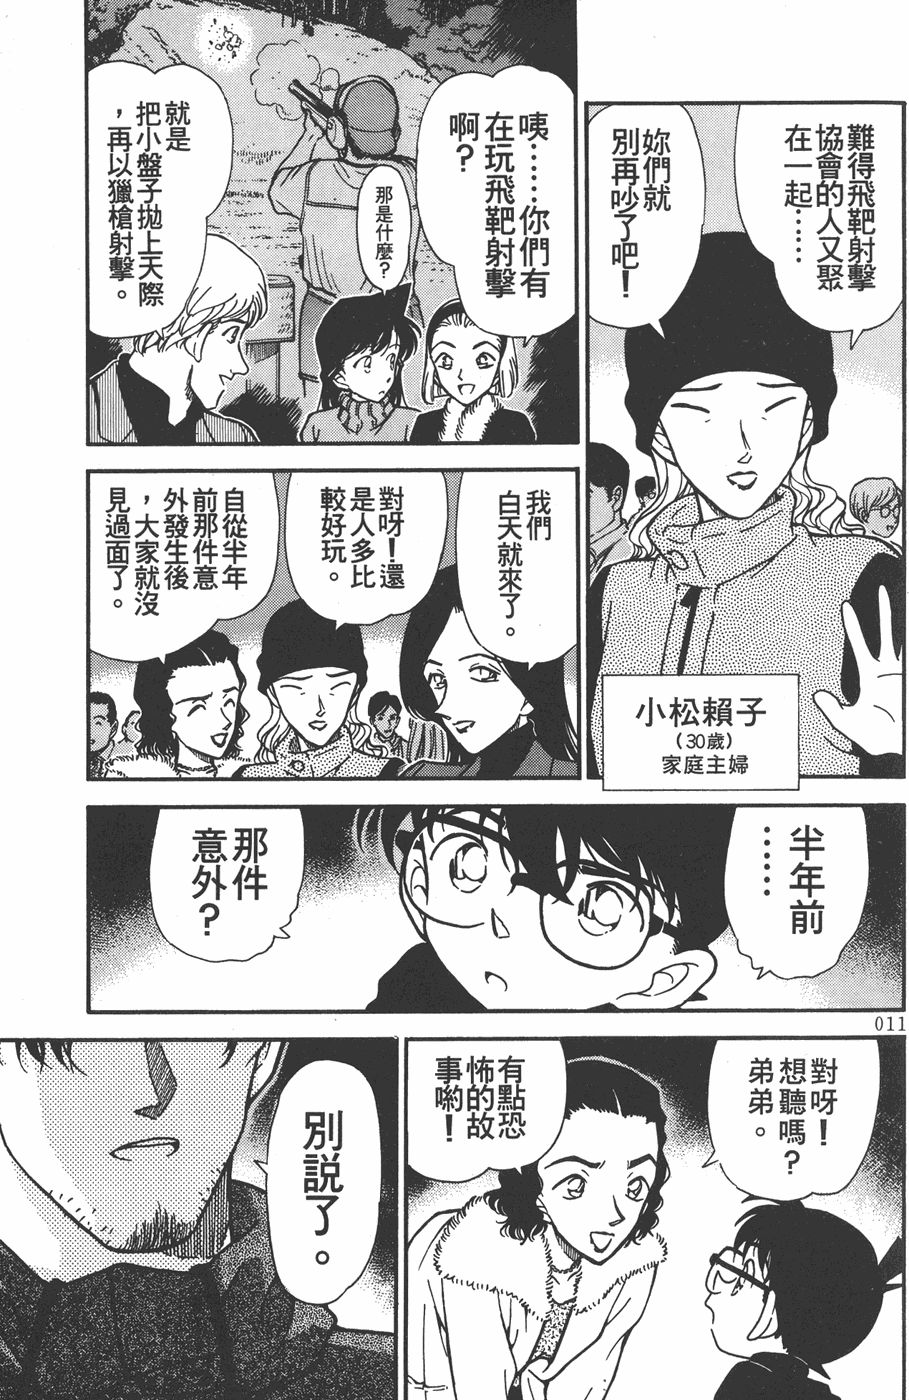 難得飛靶射擊
協會的人又聚
在一起……
妳們就
別再吵了吧！
小松賴子
（30歲）
家庭主婦
咦……你們有
在玩飛靶射擊
啊？
那是什麼？
就是
把小盤子拋上天際
，再以獵槍射擊。
我們
白天就來了。
對呀！還
是人多比
較好玩。
自從半年
前那件意
外發生後
，大家就沒
見過面了。
半年前
……
那件
意外？
011
對呀！
想聽嗎？
弟弟。
有點恐
怖的故
事喲！
別說了。